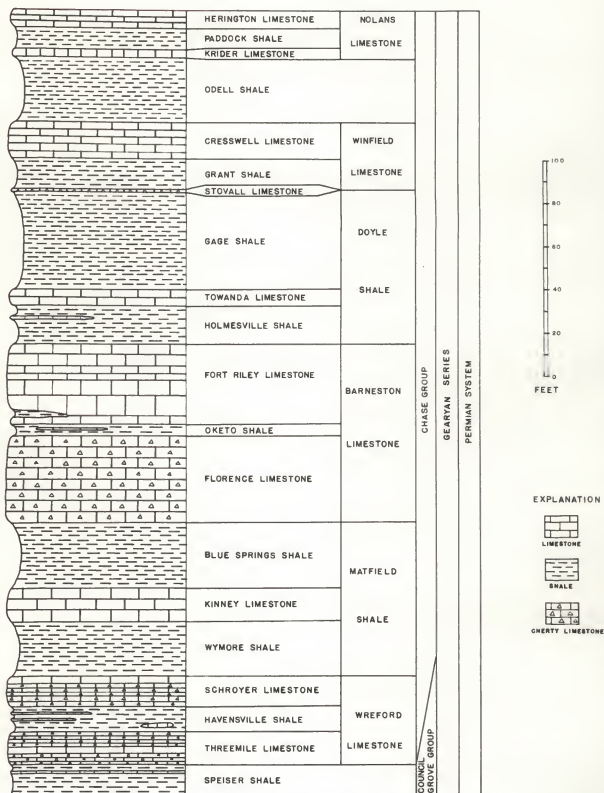 HERINGTON LIMESTONE
NOLANS
PADDOCK SHALE
LIMESTONE
KRIDER LIMESTONE
ODELL SHALE
CRESSWELL LIMESTONE
WINFIELD
GRANT SHALE
LIMESTONE
STOVALL LIMESTONE
GAGE SHALE
DOYLE
SHALE
TOWANDA LIMESTONE
HOLMESVILLE SHALE
FORT RILEY LIMESTONE
BARNESTON
OKETO SHALE
LIMESTONE
FLORENCE LIMESTONE
BLUE SPRINGS SHALE
MATFIELD
KINNEY LIMESTONE
SHALE
WYMORE SHALE
SCHROYER LIMESTONE
HAVENSVILLE SHALE
WREFORD
THREEMILE LIMESTONE
LIMESTONE
SPEISER SHALE
COUNCIL
GROVE GROUP
CHASE GROUP
GEARYAN SERIES
PERMIAN SYSTEM
100
80
60
40
20
0
FEET
EXPLANATION
LIMESTONE
SHALE
CHERTY LIMESTONE